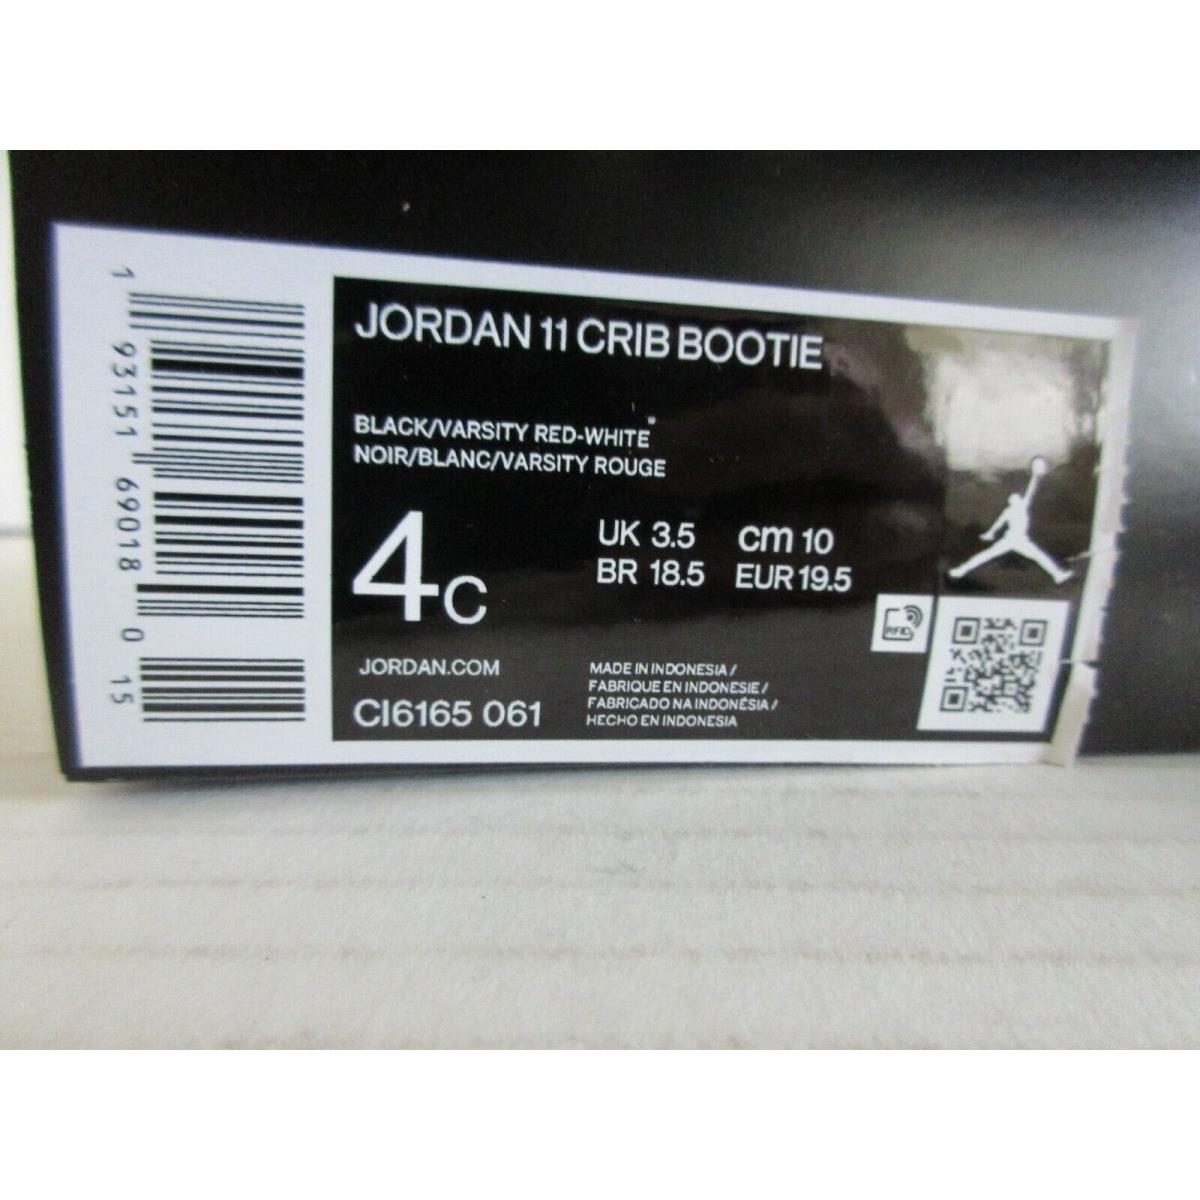 1 93151 69018 0 15
JORDAN 11 CRIB BOOTIE
BLACK/VARSITY RED-WHITE
NOIR/BLANC/VARSITY ROUGE
4C
UK 3.5 cm 10
BR 18.5 EUR 19.5
RFID
JORDAN.COM
CI6165 061
MADE IN INDONESIA /
FABRIQUE EN INDONESIE /
FABRICADO NA INDONÉSIA /
HECHO EN INDONESIA